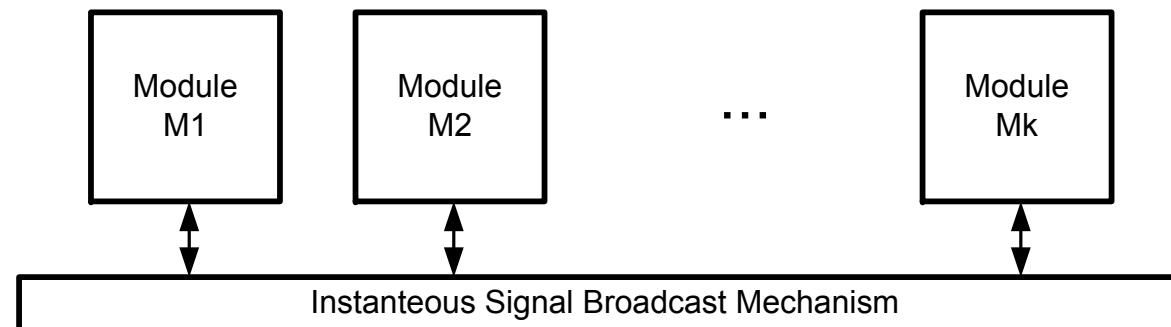 Module
M1
Module
M2
...
Module
Mk
Instanteous Signal Broadcast Mechanism